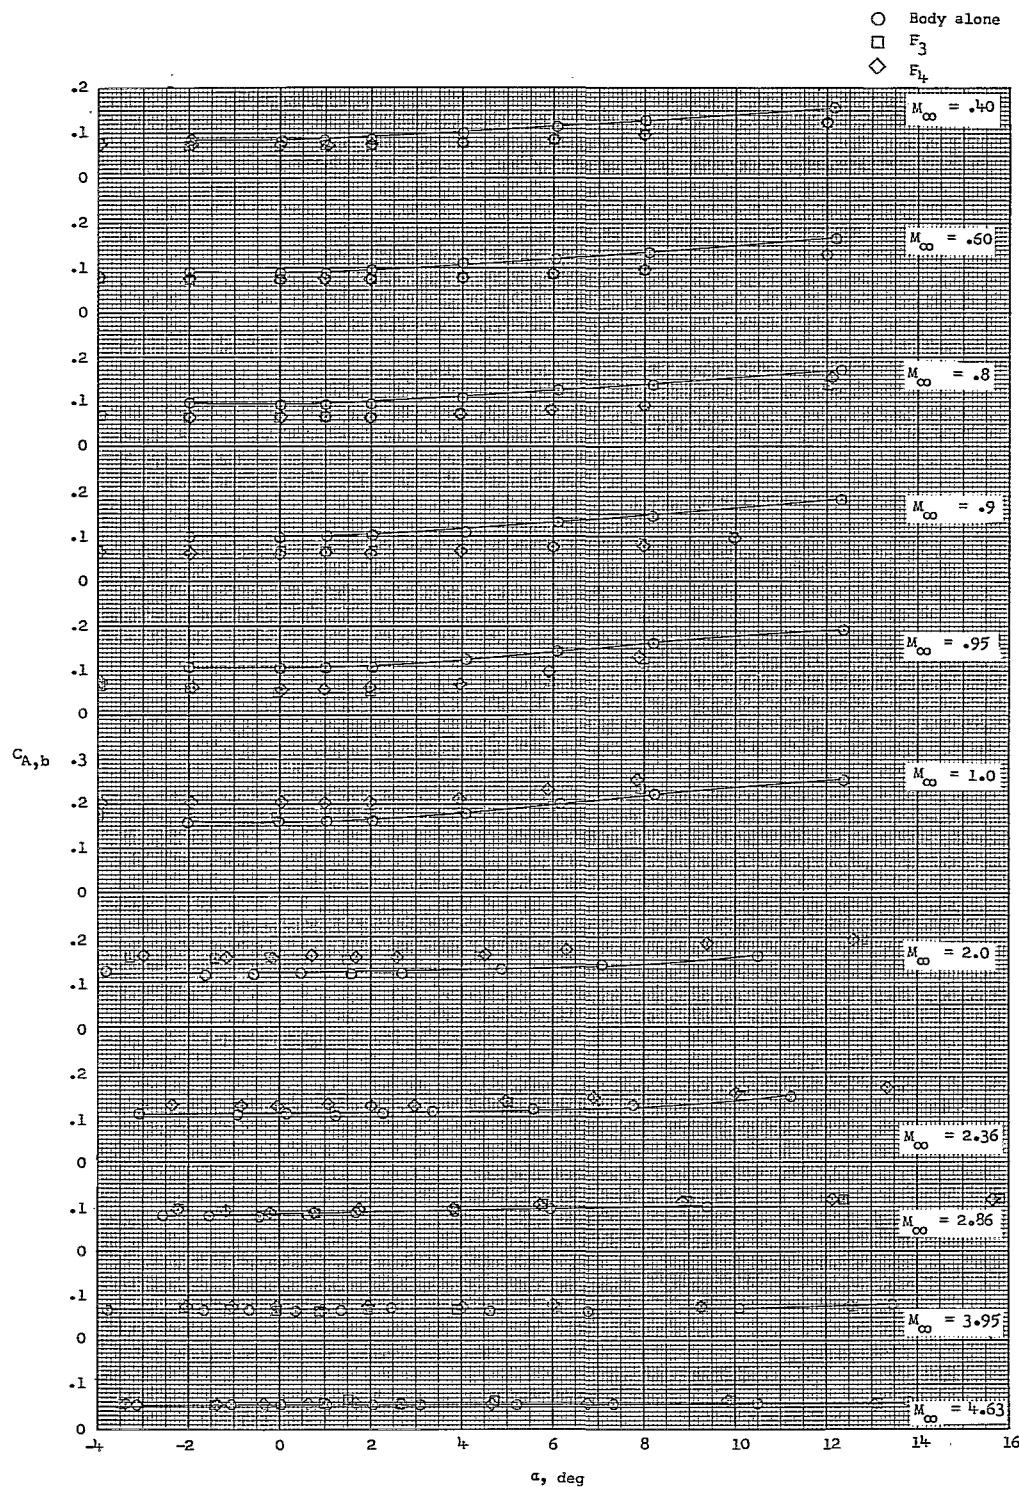 Body alone
F3
F4
.2
M∞ = .40
.1
0
.2
M∞ = .60
.1
0
.2
M∞ = .8
.1
0
.2
M∞ = .9
.1
0
.2
M∞ = .95
.1
0
CA,b
.3
M∞ = 1.0
.2
.1
0
.2
M∞ = 2.0
.1
0
.2
.1
M∞ = 2.36
0
.1
M∞ = 2.86
0
.1
M∞ = 3.95
0
.1
M∞ = 4.63
0
-4 -2 0 2 4 6 8 10 12 14 16
α, deg